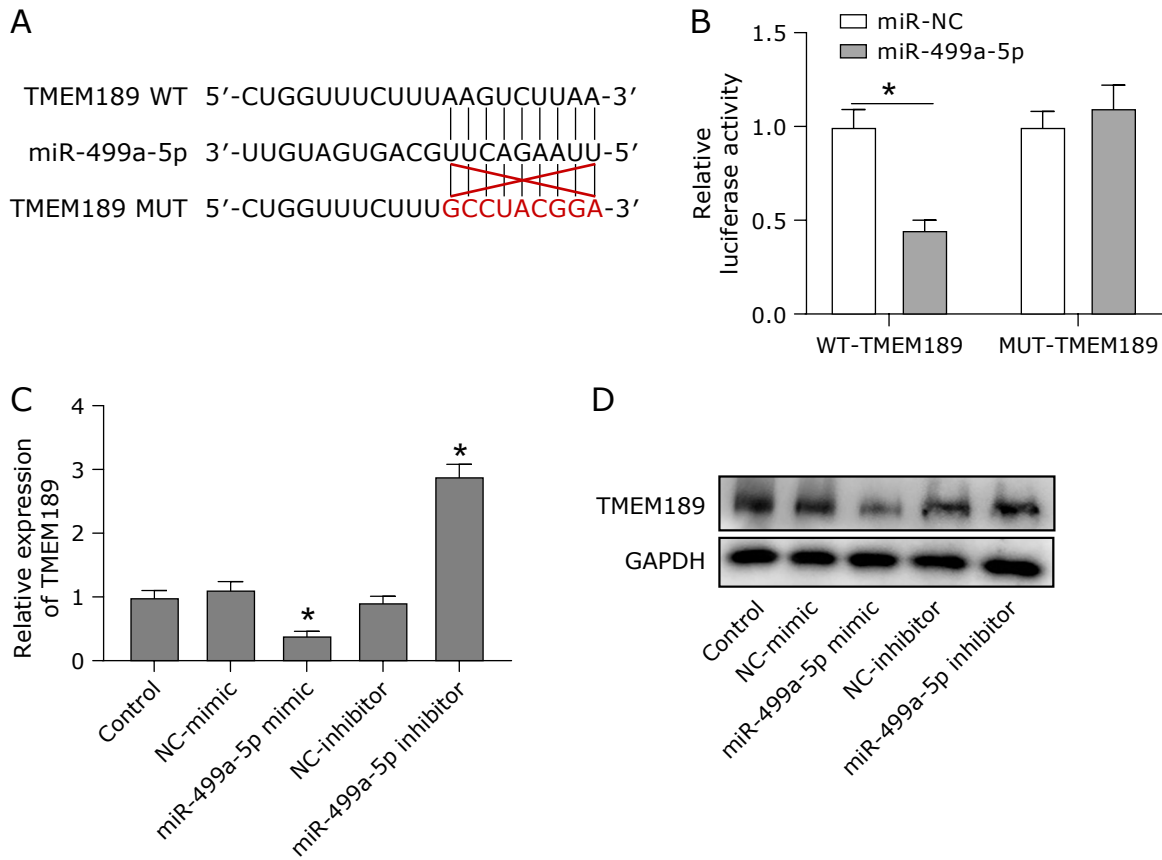 A
TMEM189 WT 5′-CUGGUUUCUUUAAGUCUUAA-3′
miR-499a-5p 3′-UUGUAGUGACGUUCAGAAUU-5′
TMEM189 MUT 5′-CUGGUUUCUUUGCCUACGGA-3′
B
miR-NC
miR-499a-5p
Relative
luciferase activity
1.5
1.0
0.5
0.0
*
WT-TMEM189 MUT-TMEM189
C
Relative expression
of TMEM189
4
3
2
1
0
*
*
Control
NC-mimic
miR-499a-5p mimic
NC-inhibitor
miR-499a-5p inhibitor
D
TMEM189
GAPDH
Control
NC-mimic
miR-499a-5p mimic
NC-inhibitor
miR-499a-5p inhibitor